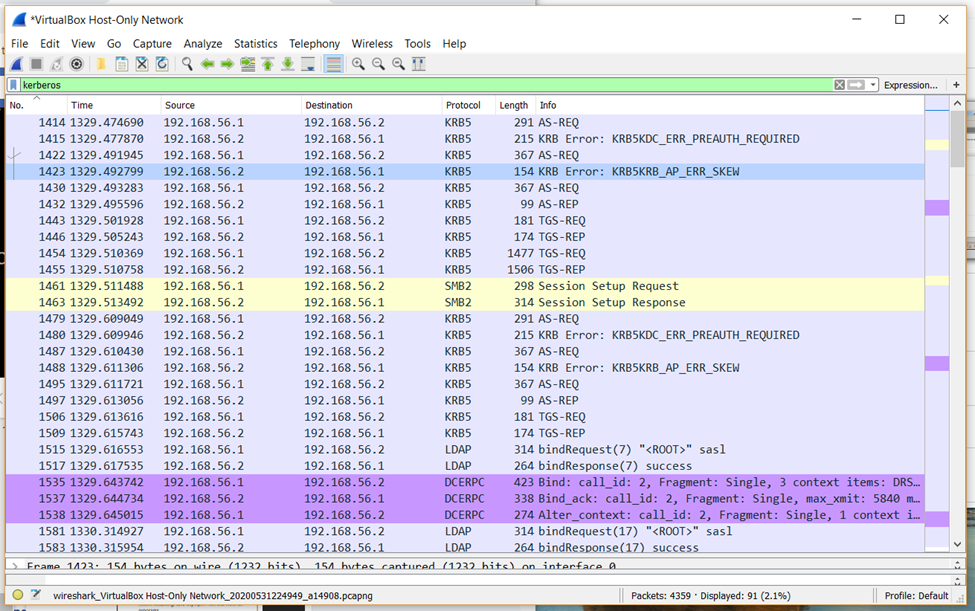 *VirtualBox Host-Only Network
File Edit View Go Capture Analyze Statistics Telephony Wireless Tools Help
kerberos Expression... +
No. Time Source Destination Protocol Length Info
1414 1329.474690 192.168.56.1 192.168.56.2 KRB5 291 AS-REQ
1415 1329.477870 192.168.56.2 192.168.56.1 KRB5 215 KRB Error: KRB5KDC_ERR_PREAUTH_REQUIRED
1422 1329.491945 192.168.56.1 192.168.56.2 KRB5 367 AS-REQ
1423 1329.492799 192.168.56.2 192.168.56.1 KRB5 154 KRB Error: KRB5KRB_AP_ERR_SKEW
1430 1329.493283 192.168.56.1 192.168.56.2 KRB5 367 AS-REQ
1432 1329.495596 192.168.56.2 192.168.56.1 KRB5 99 AS-REP
1443 1329.501928 192.168.56.1 192.168.56.2 KRB5 181 TGS-REQ
1446 1329.505243 192.168.56.2 192.168.56.1 KRB5 174 TGS-REP
1454 1329.510369 192.168.56.1 192.168.56.2 KRB5 1477 TGS-REQ
1455 1329.510758 192.168.56.2 192.168.56.1 KRB5 1506 TGS-REP
1461 1329.511488 192.168.56.1 192.168.56.2 SMB2 298 Session Setup Request
1463 1329.513492 192.168.56.2 192.168.56.1 SMB2 314 Session Setup Response
1479 1329.609049 192.168.56.1 192.168.56.2 KRB5 291 AS-REQ
1480 1329.609946 192.168.56.2 192.168.56.1 KRB5 215 KRB Error: KRB5KDC_ERR_PREAUTH_REQUIRED
1487 1329.610430 192.168.56.1 192.168.56.2 KRB5 367 AS-REQ
1488 1329.611306 192.168.56.2 192.168.56.1 KRB5 154 KRB Error: KRB5KRB_AP_ERR_SKEW
1495 1329.611721 192.168.56.1 192.168.56.2 KRB5 367 AS-REQ
1497 1329.613056 192.168.56.2 192.168.56.1 KRB5 99 AS-REP
1506 1329.613616 192.168.56.1 192.168.56.2 KRB5 181 TGS-REQ
1509 1329.615743 192.168.56.2 192.168.56.1 KRB5 174 TGS-REP
1515 1329.616553 192.168.56.1 192.168.56.2 LDAP 314 bindRequest(7) "<ROOT>" sasl
1517 1329.617535 192.168.56.2 192.168.56.1 LDAP 264 bindResponse(7) success
1535 1329.643742 192.168.56.1 192.168.56.2 DCERPC 423 Bind: call_id: 2, Fragment: Single, 3 context items: DRS...
1537 1329.644734 192.168.56.2 192.168.56.1 DCERPC 338 Bind_ack: call_id: 2, Fragment: Single, max_xmit: 5840 m...
1538 1329.645015 192.168.56.1 192.168.56.2 DCERPC 274 Alter_context: call_id: 2, Fragment: Single, 1 context i...
1581 1330.314927 192.168.56.1 192.168.56.2 LDAP 314 bindRequest(17) "<ROOT>" sasl
1583 1330.315954 192.168.56.2 192.168.56.1 LDAP 264 bindResponse(17) success
Frame 1423: 154 bytes on wire (1232 bits), 154 bytes captured (1232 bits) on interface 0
wireshark_VirtualBox Host-Only Network_20200531224949_a14908.pcapng Packets: 4359 · Displayed: 91 (2.1%) Profile: Default